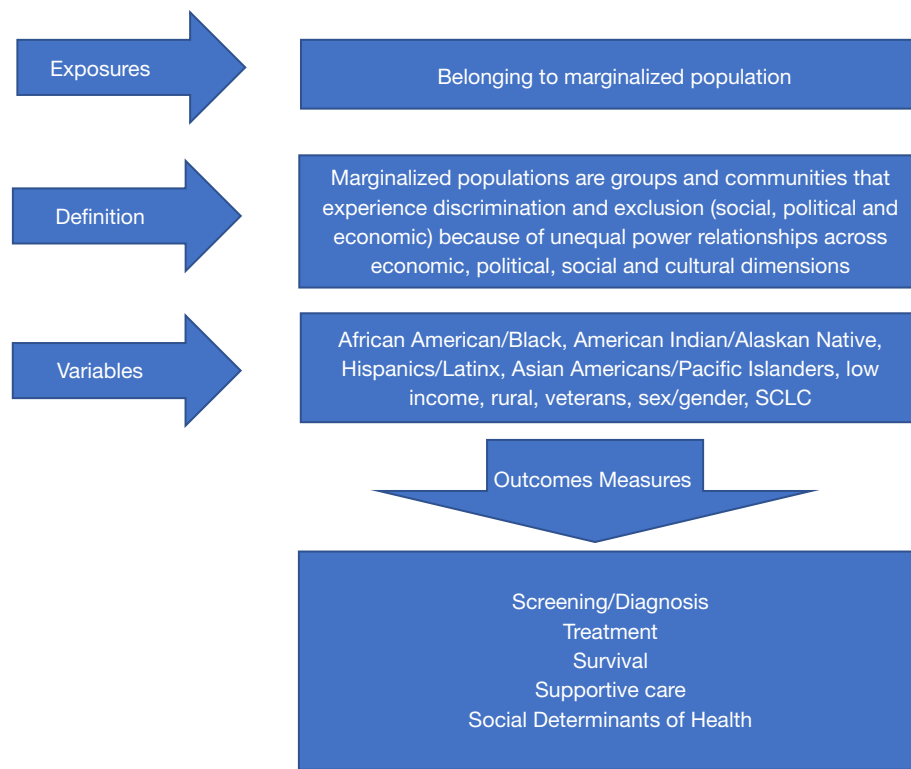 Exposures
Belonging to marginalized population
Definition
Marginalized populations are groups and communities that
experience discrimination and exclusion (social, political and
economic) because of unequal power relationships across
economic, political, social and cultural dimensions
Variables
African American/Black, American Indian/Alaskan Native,
Hispanics/Latinx, Asian Americans/Pacific Islanders, low
income, rural, veterans, sex/gender, SCLC
Outcomes Measures
Screening/Diagnosis
Treatment
Survival
Supportive care
Social Determinants of Health